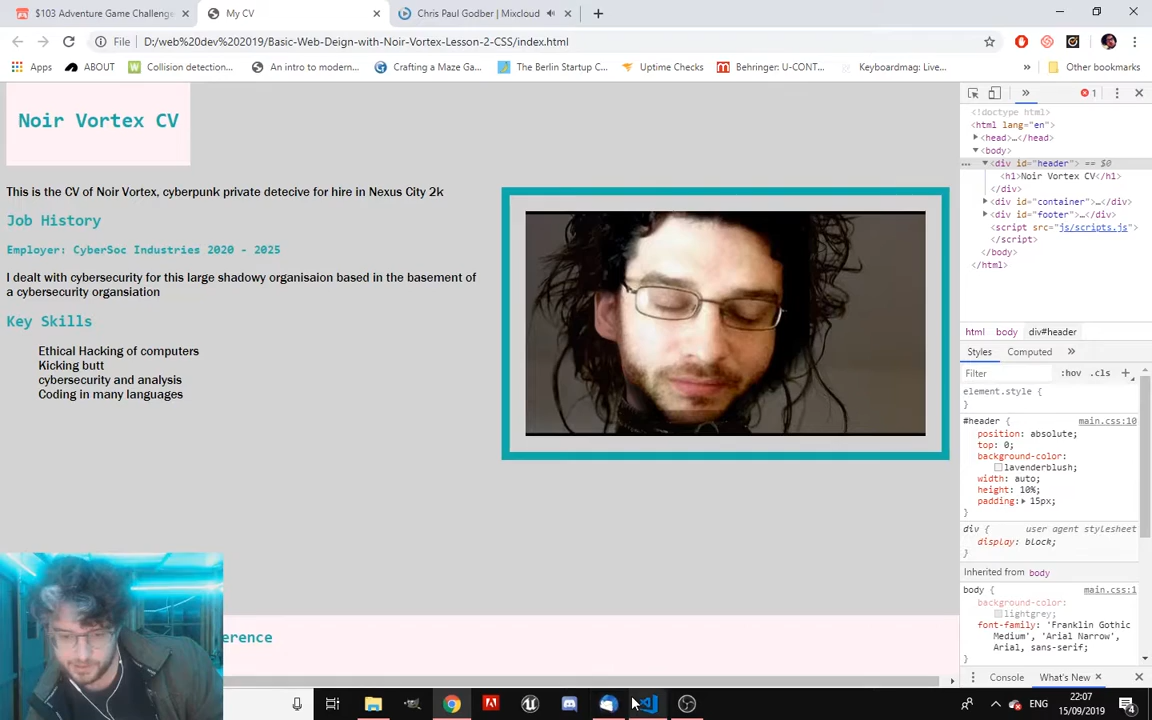 $103 Adventure Game Challenge
My CV
Chris Paul Godber | Mixcloud
File
D:/web%20dev%202019/Basic-Web-Deign-with-Noir-Vortex-Lesson-2-CSS/index.html
Apps
ABOUT
Collision detection...
An intro to modern...
Crafting a Maze Ga...
The Berlin Startup C...
Uptime Checks
Behringer: U-CONT...
Keyboardmag: Live...
»
Other bookmarks
Noir Vortex CV
This is the CV of Noir Vortex, cyberpunk private detecive for hire in Nexus City 2k
Job History
Employer: CyberSoc Industries 2020 - 2025
I dealt with cybersecurity for this large shadowy organisaion based in the basement of
a cybersecurity organsiation
Key Skills
Ethical Hacking of computers
Kicking butt
cybersecurity and analysis
Coding in many languages
erence
» 1
<!doctype html>
<html lang="en">
<head>…</head>
<body>
… <div id="header"> == $0
<h1>Noir Vortex CV</h1>
</div>
<div id="container">…</div>
<div id="footer">…</div>
<script src="js/scripts.js">
</script>
</body>
</html>
html body div#header
Styles Computed »
Filter :hov .cls +
element.style {
}
#header { main.css:10
position: absolute;
top: 0;
background-color:
lavenderblush;
width: auto;
height: 10%;
padding: 15px;
}
div { user agent stylesheet
display: block;
}
Inherited from body
body { main.css:1
background-color:
lightgrey;
font-family: 'Franklin Gothic
Medium', 'Arial Narrow',
Arial, sans-serif;
Console What's New
ENG
22:07
15/09/2019
4